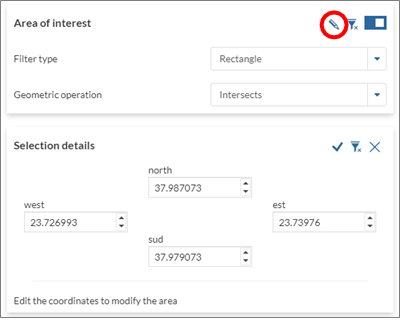 Area of interest
Filter type
Rectangle
Geometric operation
Intersects
Selection details
north
37.987073
west
est
23.726993
23.73976
sud
37.979073
Edit the coordinates to modify the area